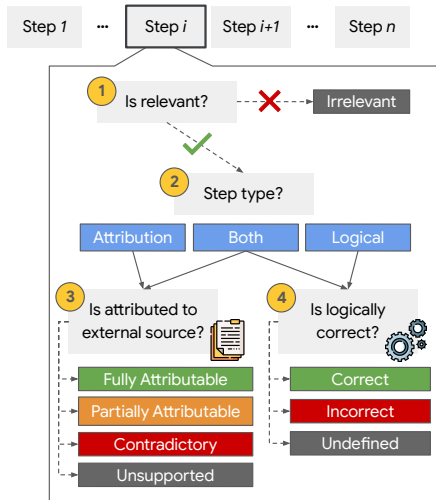 Step 1 ... Step i Step i+1 ... Step n
1
Is relevant?
Irrelevant
2
Step type?
Attribution Both Logical
3
Is attributed to
external source?
Fully Attributable
Partially Attributable
Contradictory
Unsupported
4
Is logically
correct?
Correct
Incorrect
Undefined